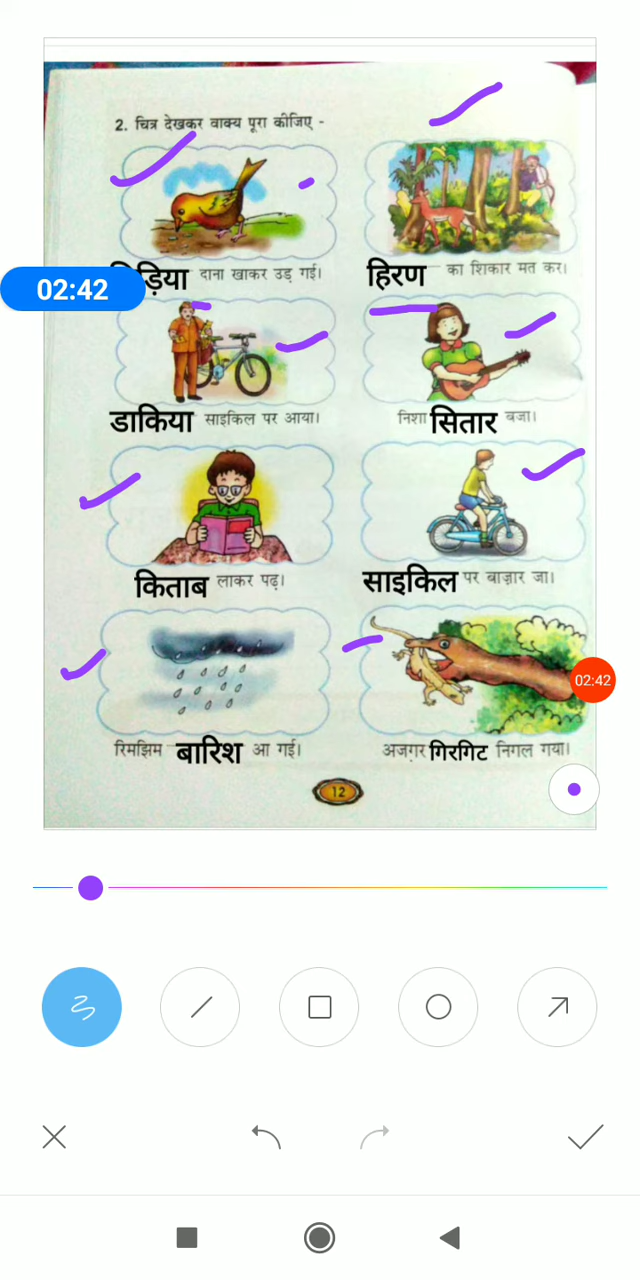 2. चित्र देखकर वाक्य पूरा कीजिए -
दाना खाकर उड़ गई।
हिरण का शिकार मत कर।
02:42
डाकिया साइकिल पर आया।
निशा सितार बजा।
किताब लाकर पढ़।
साइकिल पर बाज़ार जा।
02:42
रिमझिम बारिश आ गई।
अजगर गिरगिट निगल गया।
12